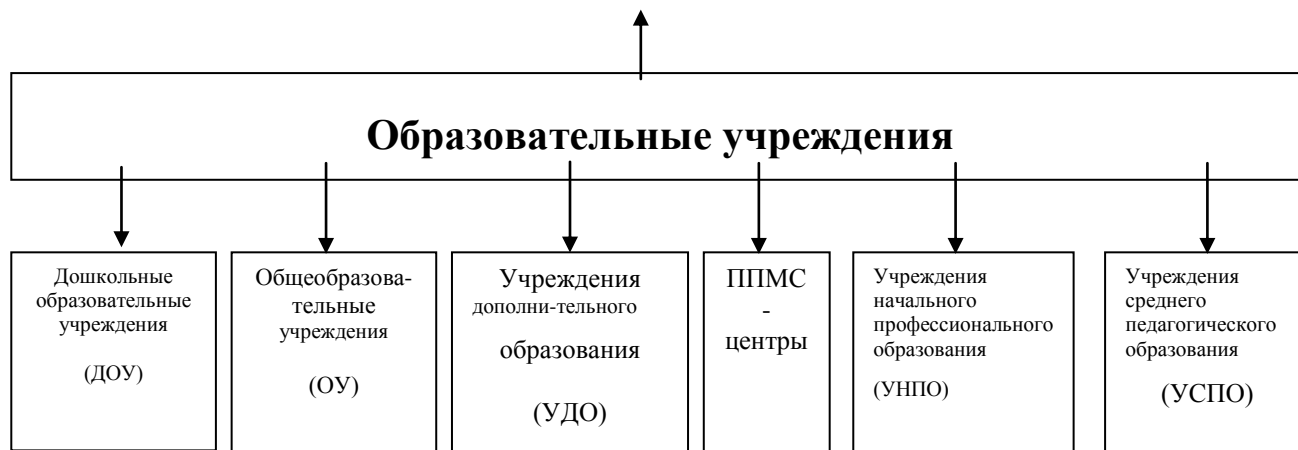 Образовательные учреждения
Дошкольные
образовательные
учреждения
(ДОУ)
Общеобразова-
тельные
учреждения
(ОУ)
Учреждения
дополни-тельного
образования
(УДО)
ППМС
-
центры
Учреждения
начального
профессионального
образования
(УНПО)
Учреждения
среднего
педагогического
образования
(УСПО)